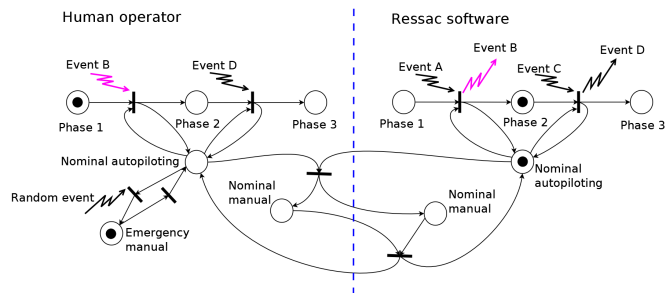 Human operator
Ressac software
Event B
Event D
Event B
Event D
Event A
Event C
Phase 1
Phase 2
Phase 3
Phase 1
Phase 2
Phase 3
Nominal autopiloting
Nominal
autopiloting
Random event
Nominal
manual
Nominal
manual
Emergency
manual